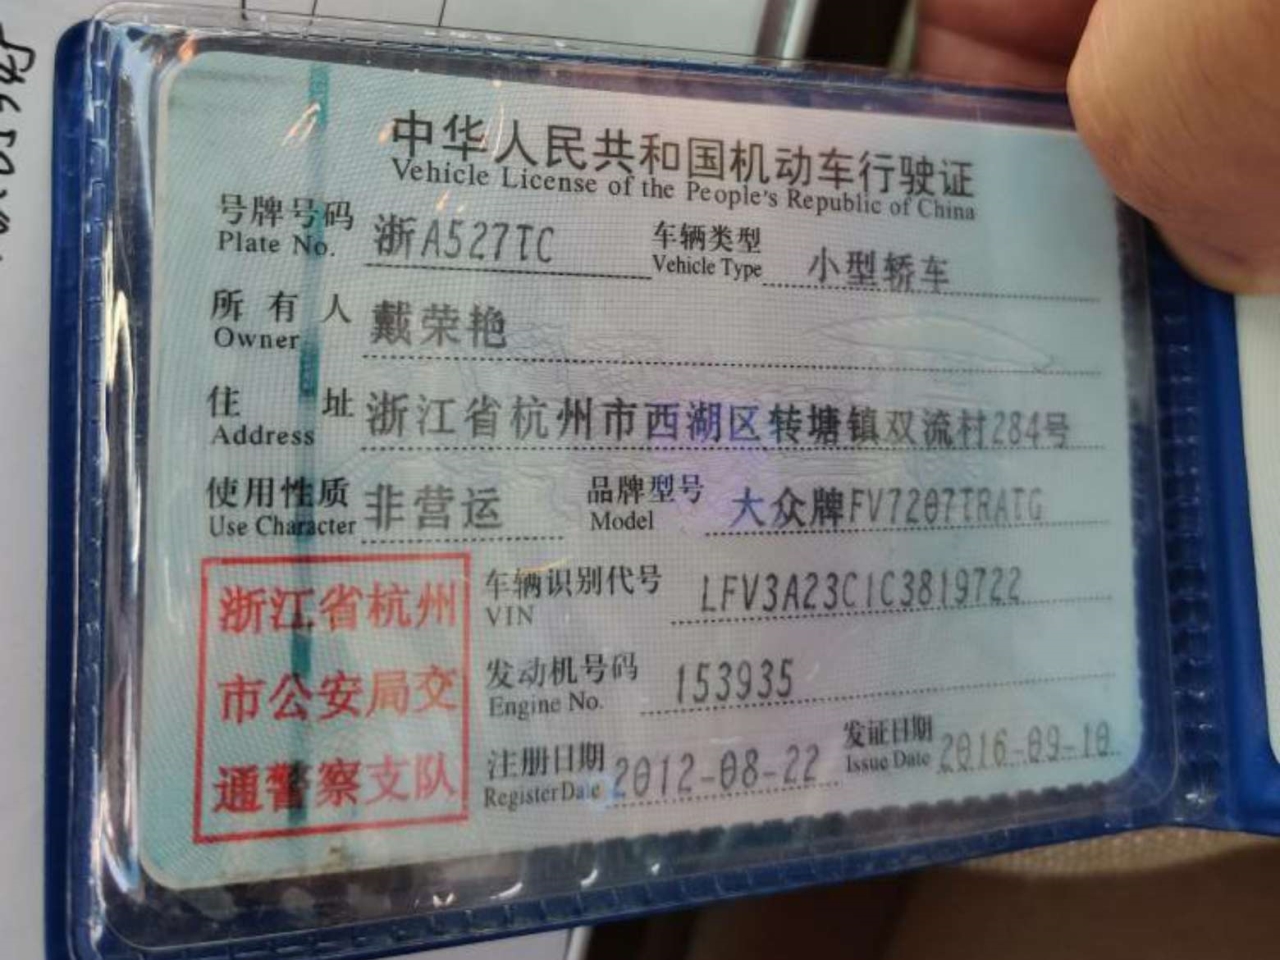 中华人民共和国机动车行驶证
Vehicle License of the People's Republic of China
号牌号码 浙A527TC 车辆类型 小型轿车
Plate No. Vehicle Type
所有人 戴荣艳
Owner
住址 浙江省杭州市西湖区转塘镇双流村284号
Address
使用性质 非营运 品牌型号 大众牌FV7207TRATG
Use Character Model
浙江省杭州
市公安局交
通警察支队
车辆识别代号 LFV3A23C1C3819722
VIN
发动机号码 153935
Engine No.
注册日期 2012-08-22 发证日期 2016-09-10
Register Date Issue Date